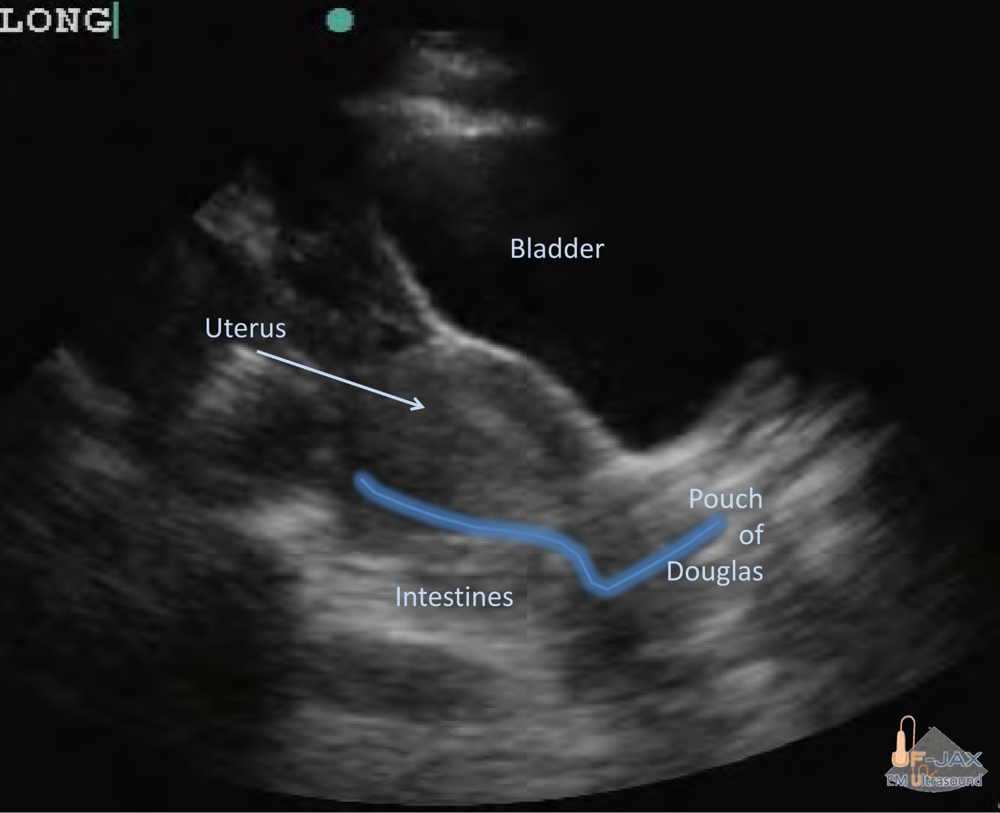 LONG
Bladder
Uterus
Pouch
of
Douglas
Intestines
UF-JAX
EM Ultrasound